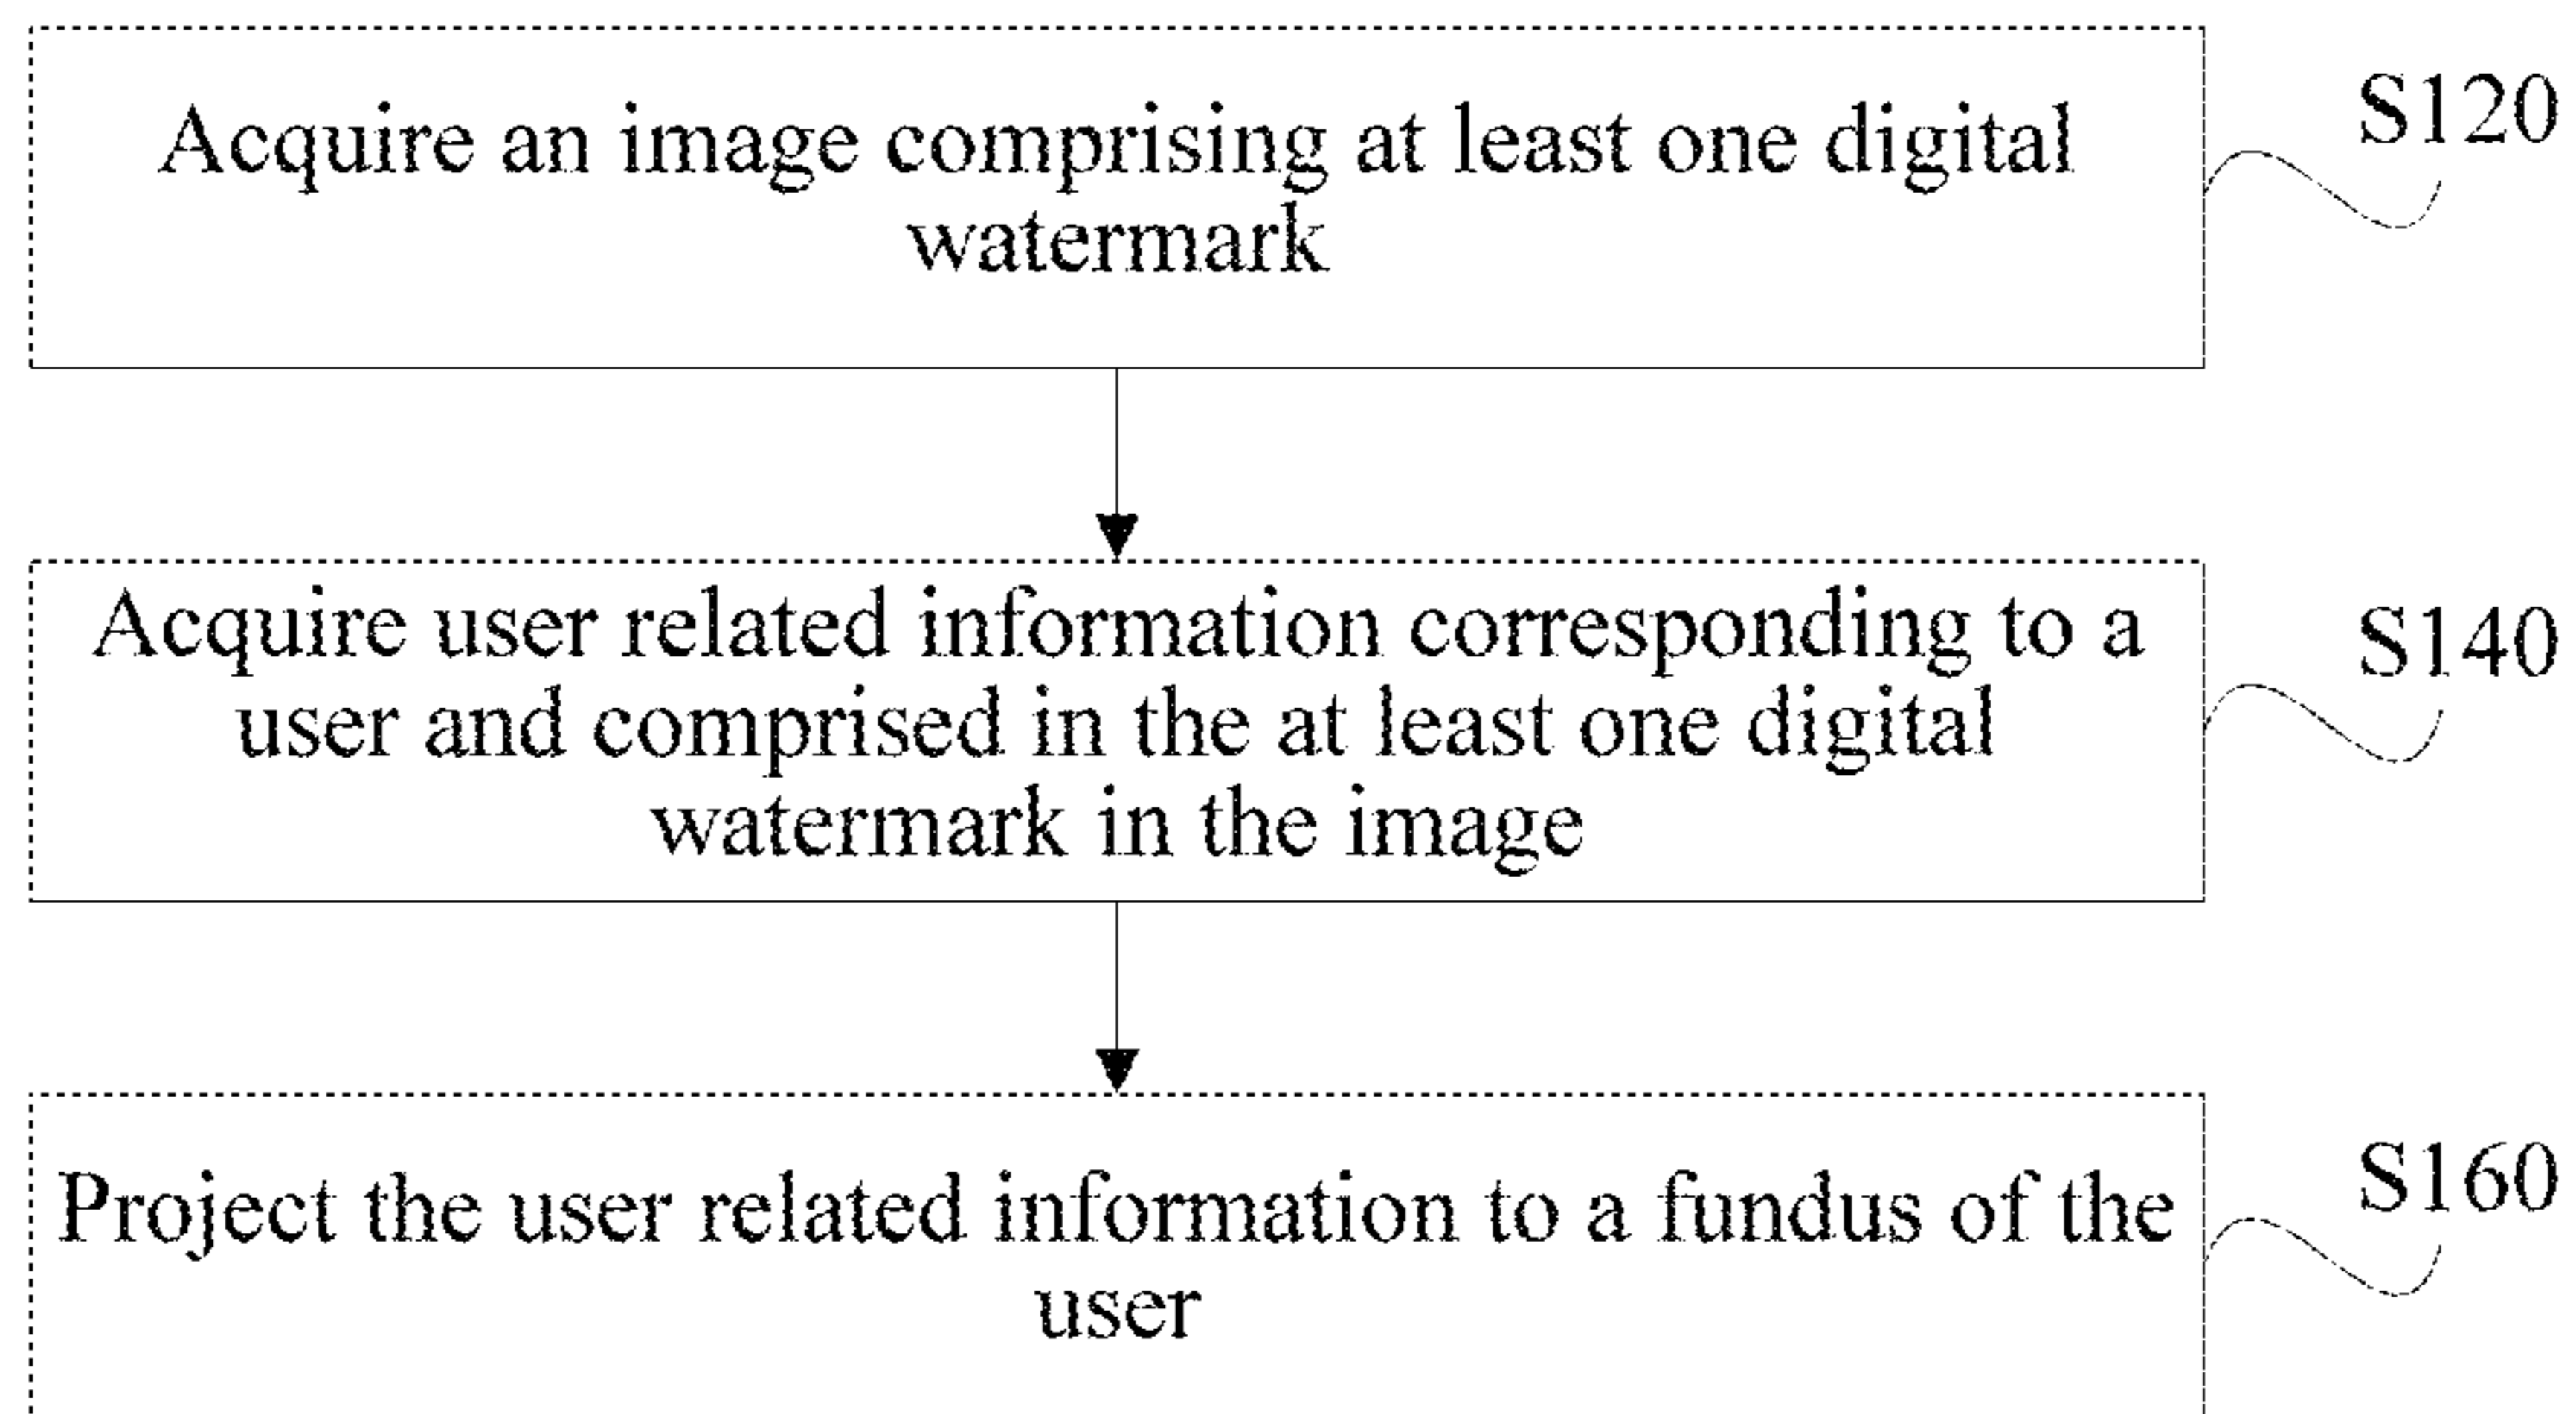 Acquire an image comprising at least one digital
watermark
S120
Acquire user related information corresponding to a
user and comprised in the at least one digital
watermark in the image
S140
Project the user related information to a fundus of the
user
S160